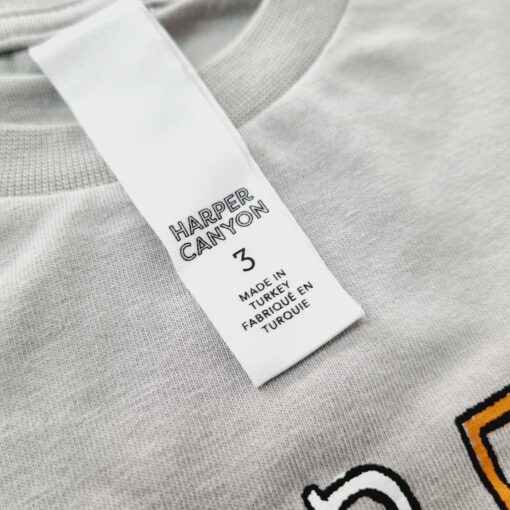 HARPER
CANYON
3
MADE IN
TURKEY
FABRIQUÉ EN
TURQUIE